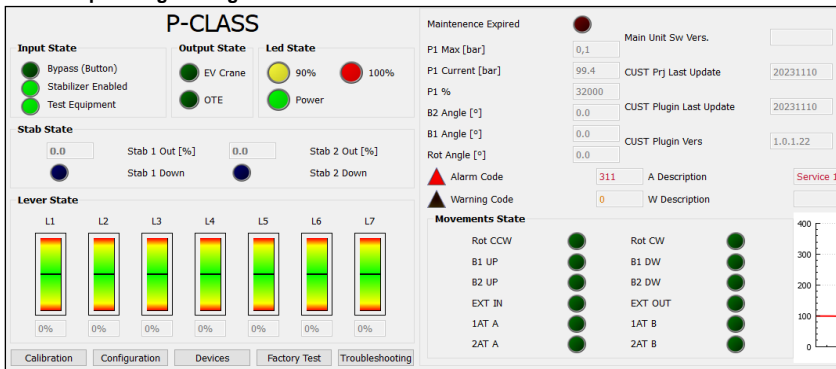 P-CLASS
Input State
Bypass (Button)
Stabilizer Enabled
Test Equipment
Output State
EV Crane
OTE
Led State
90%
100%
Power
Stab State
0.0
Stab 1 Out [%]
0.0
Stab 2 Out [%]
Stab 1 Down
Stab 2 Down
Lever State
L1 L2 L3 L4 L5 L6 L7
0% 0% 0% 0% 0% 0% 0%
Calibration Configuration Devices Factory Test Troubleshooting
Maintenence Expired
P1 Max [bar] 0,1
P1 Current [bar] 99.4
P1 % 32000
B2 Angle [º] 0.0
B1 Angle [º] 0.0
Rot Angle [º] 0.0
Main Unit Sw Vers.
CUST Prj Last Update 20231110
CUST Plugin Last Update 20231110
CUST Plugin Vers 1.0.1.22
Alarm Code 311 A Description Service 1
Warning Code 0 W Description
Movements State
Rot CCW Rot CW
B1 UP B1 DW
B2 UP B2 DW
EXT IN EXT OUT
1AT A 1AT B
2AT A 2AT B
400
300
200
100
0